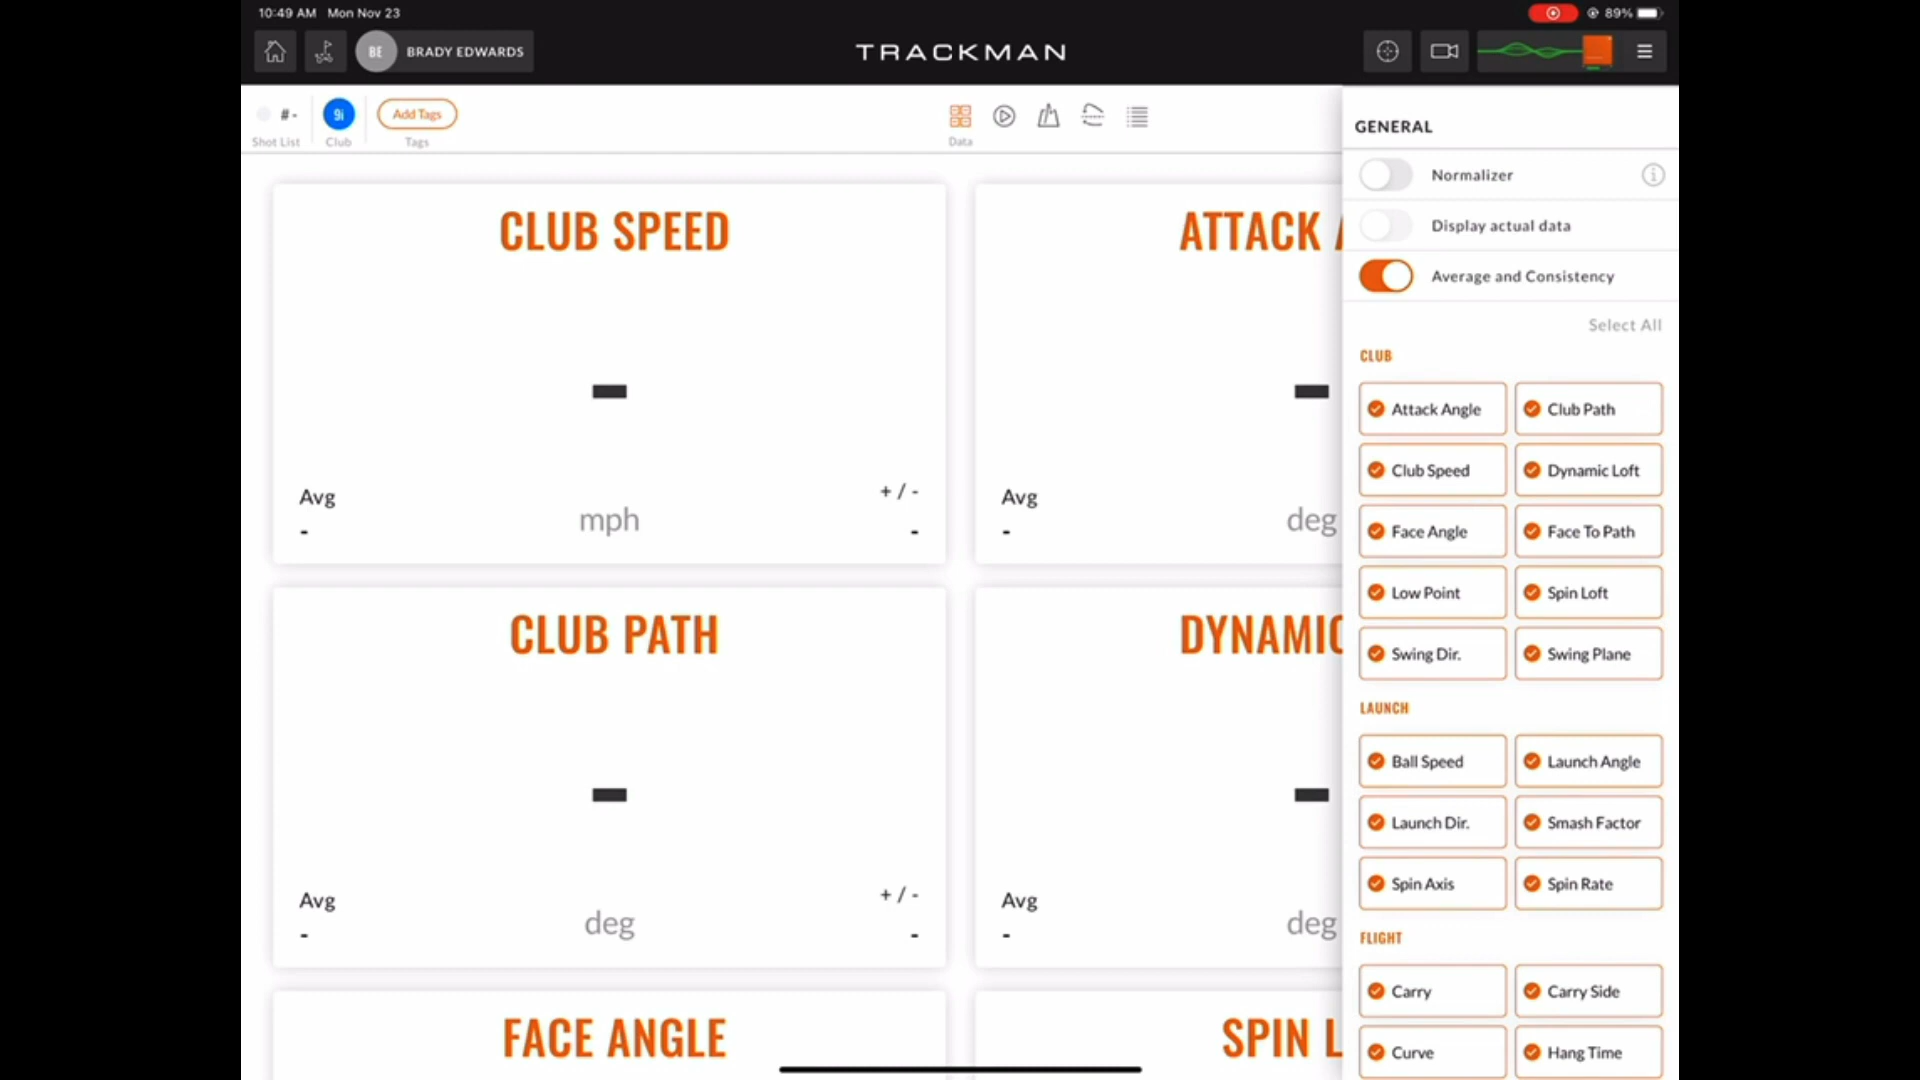 10:49 AM Mon Nov 23
89%
BE BRADY EDWARDS
TRACKMAN
# -
Shot List
9i
Club
Add Tags
Tags
Data
CLUB SPEED
-
Avg
-
mph
+ / -
-
ATTACK
-
Avg
-
deg
CLUB PATH
-
Avg
-
deg
+ / -
-
DYNAMIC
-
Avg
-
deg
FACE ANGLE
SPIN L
GENERAL
Normalizer
Display actual data
Average and Consistency
Select All
CLUB
Attack Angle Club Path
Club Speed Dynamic Loft
Face Angle Face To Path
Low Point Spin Loft
Swing Dir. Swing Plane
LAUNCH
Ball Speed Launch Angle
Launch Dir. Smash Factor
Spin Axis Spin Rate
FLIGHT
Carry Carry Side
Curve Hang Time